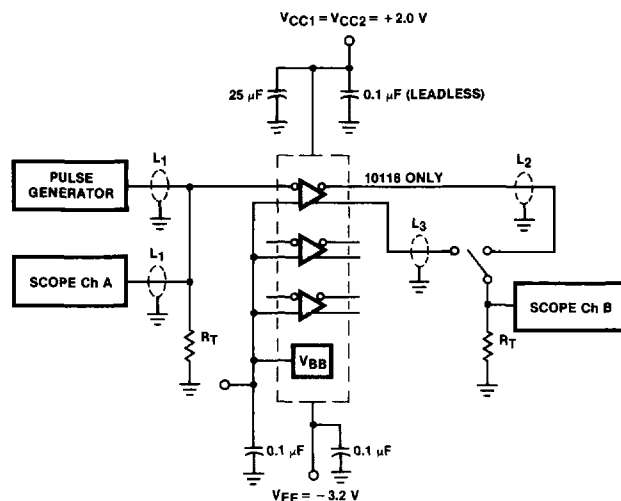 VCC1 = VCC2 = + 2.0 V
25 µF
0.1 µF (LEADLESS)
L1
10116 ONLY
L2
PULSE
GENERATOR
L3
L1
SCOPE Ch A
SCOPE Ch B
RT
RT
VBB
0.1 µF
0.1 µF
VEE = − 3.2 V